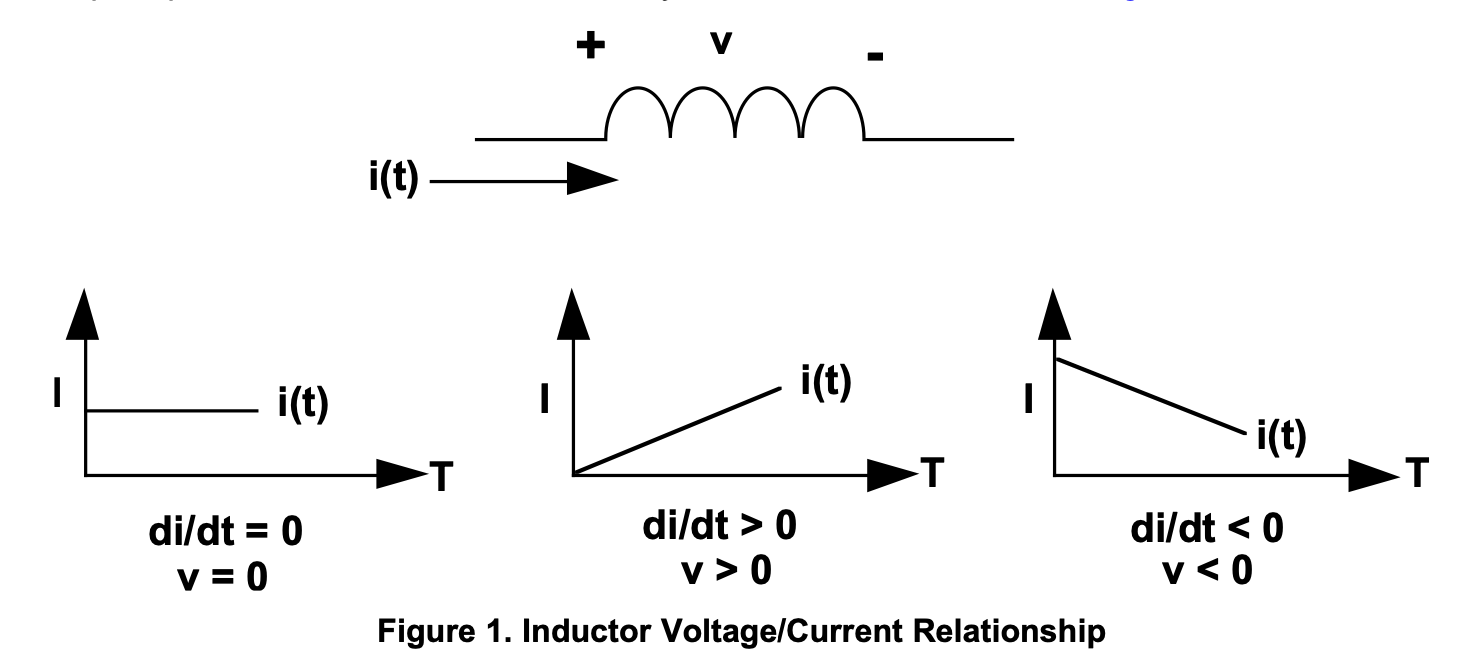 + v -
i(t)
I i(t) T
I i(t) T
I i(t) T
di/dt = 0
v = 0
di/dt > 0
v > 0
di/dt < 0
v < 0
Figure 1. Inductor Voltage/Current Relationship